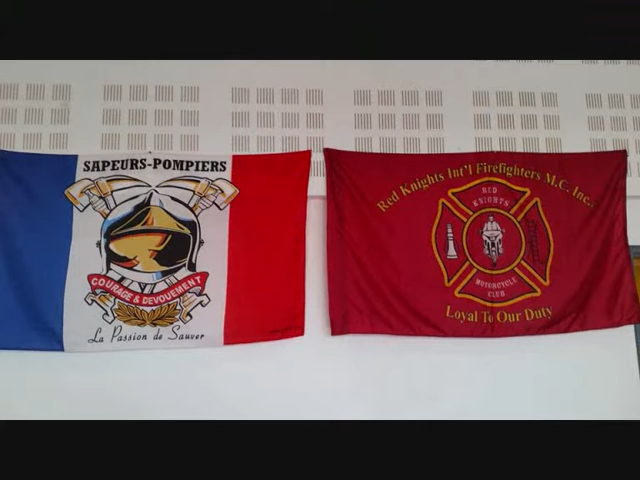 SAPEURS-POMPIERS
COURAGE & DEVOUEMENT
La Passion de Sauver
Red Knights Int'l Firefighters M.C. Inc.
RED
KNIGHTS
MOTORCYCLE
CLUB
Loyal To Our Duty